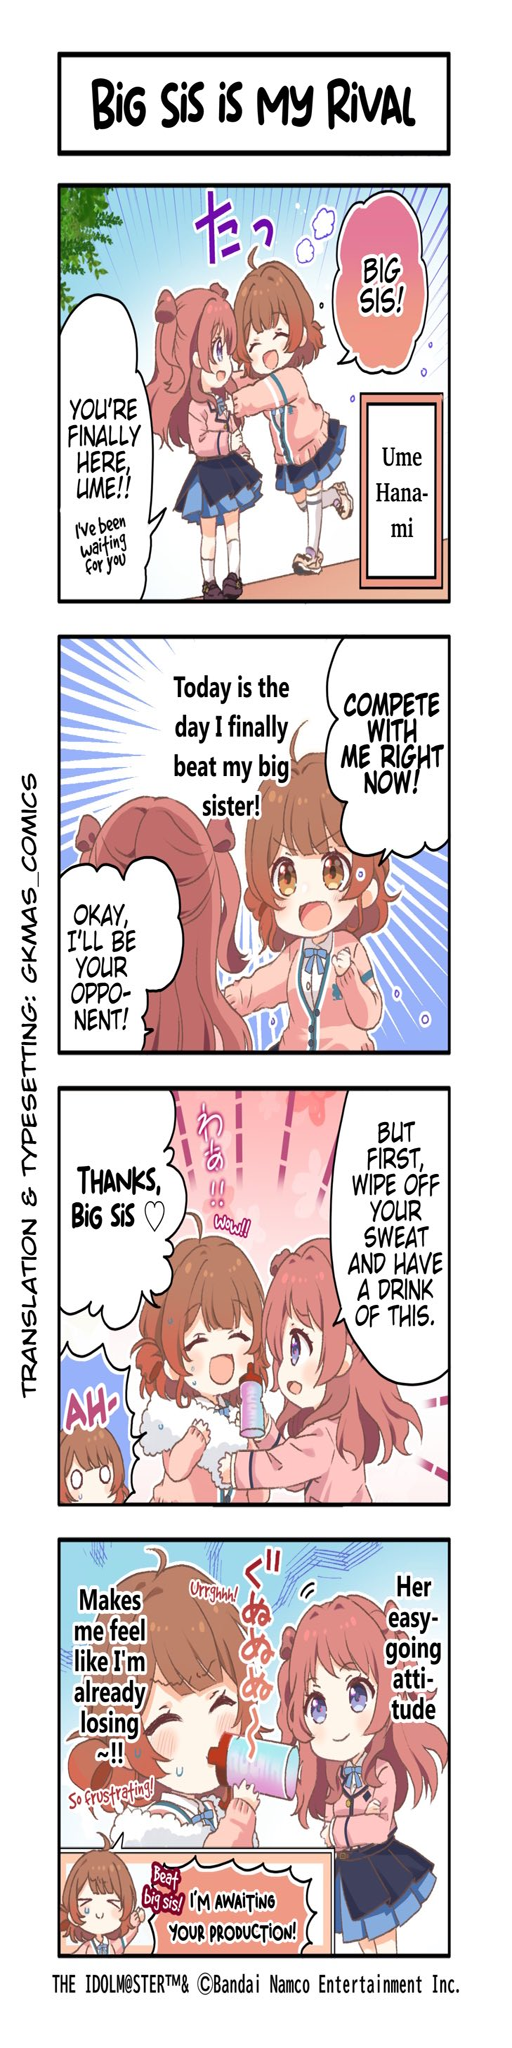 BiG SiS iS MY RiVAL
たっ
BIG
SIS!
YOU'RE
FINALLY
HERE,
UME!!
I've been
waiting
for you
Ume
Hana-
mi
COMPETE
WITH
ME RIGHT
NOW!
Today is the
day I finally
beat my big
sister!
OKAY,
I'LL BE
YOUR
OPPO-
NENT!
BUT
FIRST,
WIPE OFF
YOUR
SWEAT
AND HAVE
A DRINK
OF THIS.
わぁ!!
WOW!!
THANKS,
BiG SiS ♡
AH-
Her
easy-
going
atti-
tude
ぐぬぬぬ〜
Urrghhh!
Makes
me feel
like I'm
already
losing
~!!
So frustrating!
Beat
big sis!
I'M AWAITING
YOUR PRODUCTION!
TRANSLATION & TYPESETTING: GKMAS_COMICS
THE IDOLM@STER™& ©Bandai Namco Entertainment Inc.